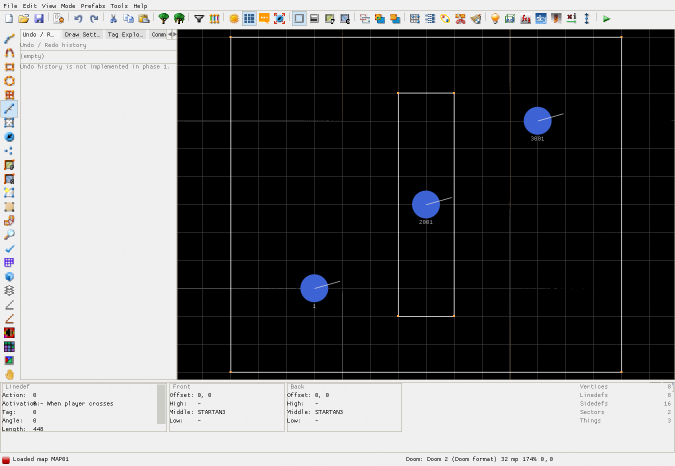 File Edit View Mode Prefabs Tools Help
Undo / R… Draw Sett… Tag Explo… Comm
Undo / Redo history
(empty)
Undo history is not implemented in phase 1.
3001
2001
1
Linedef
Action: 0
Tag: 0
Angle: 0
Length: 448
Front
Offset: 0, 0
High: -
Middle: STARTAN3
Low: -
Back
Offset: 0, 0
High: -
Middle: STARTAN3
Low: -
Vertices 8
Linedefs 8
Sidedefs 16
Sectors 2
Things 3
Loaded map MAP01
Doom: Doom 2 (Doom format) 32 mp 174% 0,0